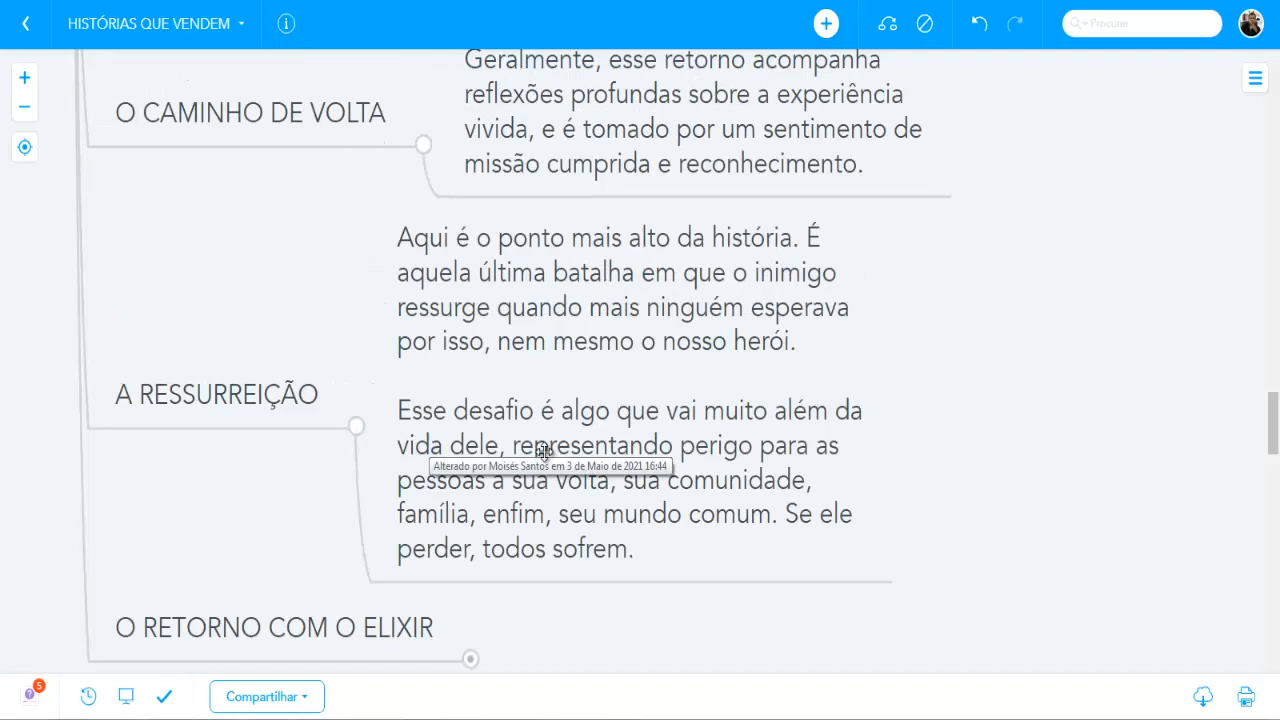 HISTÓRIAS QUE VENDEM
Procurar
Geralmente, esse retorno acompanha
reflexões profundas sobre a experiência
vivida, e é tomado por um sentimento de
missão cumprida e reconhecimento.
O CAMINHO DE VOLTA
Aqui é o ponto mais alto da história. É
aquela última batalha em que o inimigo
ressurge quando mais ninguém esperava
por isso, nem mesmo o nosso herói.
A RESSURREIÇÃO
Esse desafio é algo que vai muito além da
vida dele, representando perigo para as
Alterado por Moisés Santos em 3 de Maio de 2021 16:44
pessoas a sua volta, sua comunidade,
família, enfim, seu mundo comum. Se ele
perder, todos sofrem.
O RETORNO COM O ELIXIR
5
Compartilhar